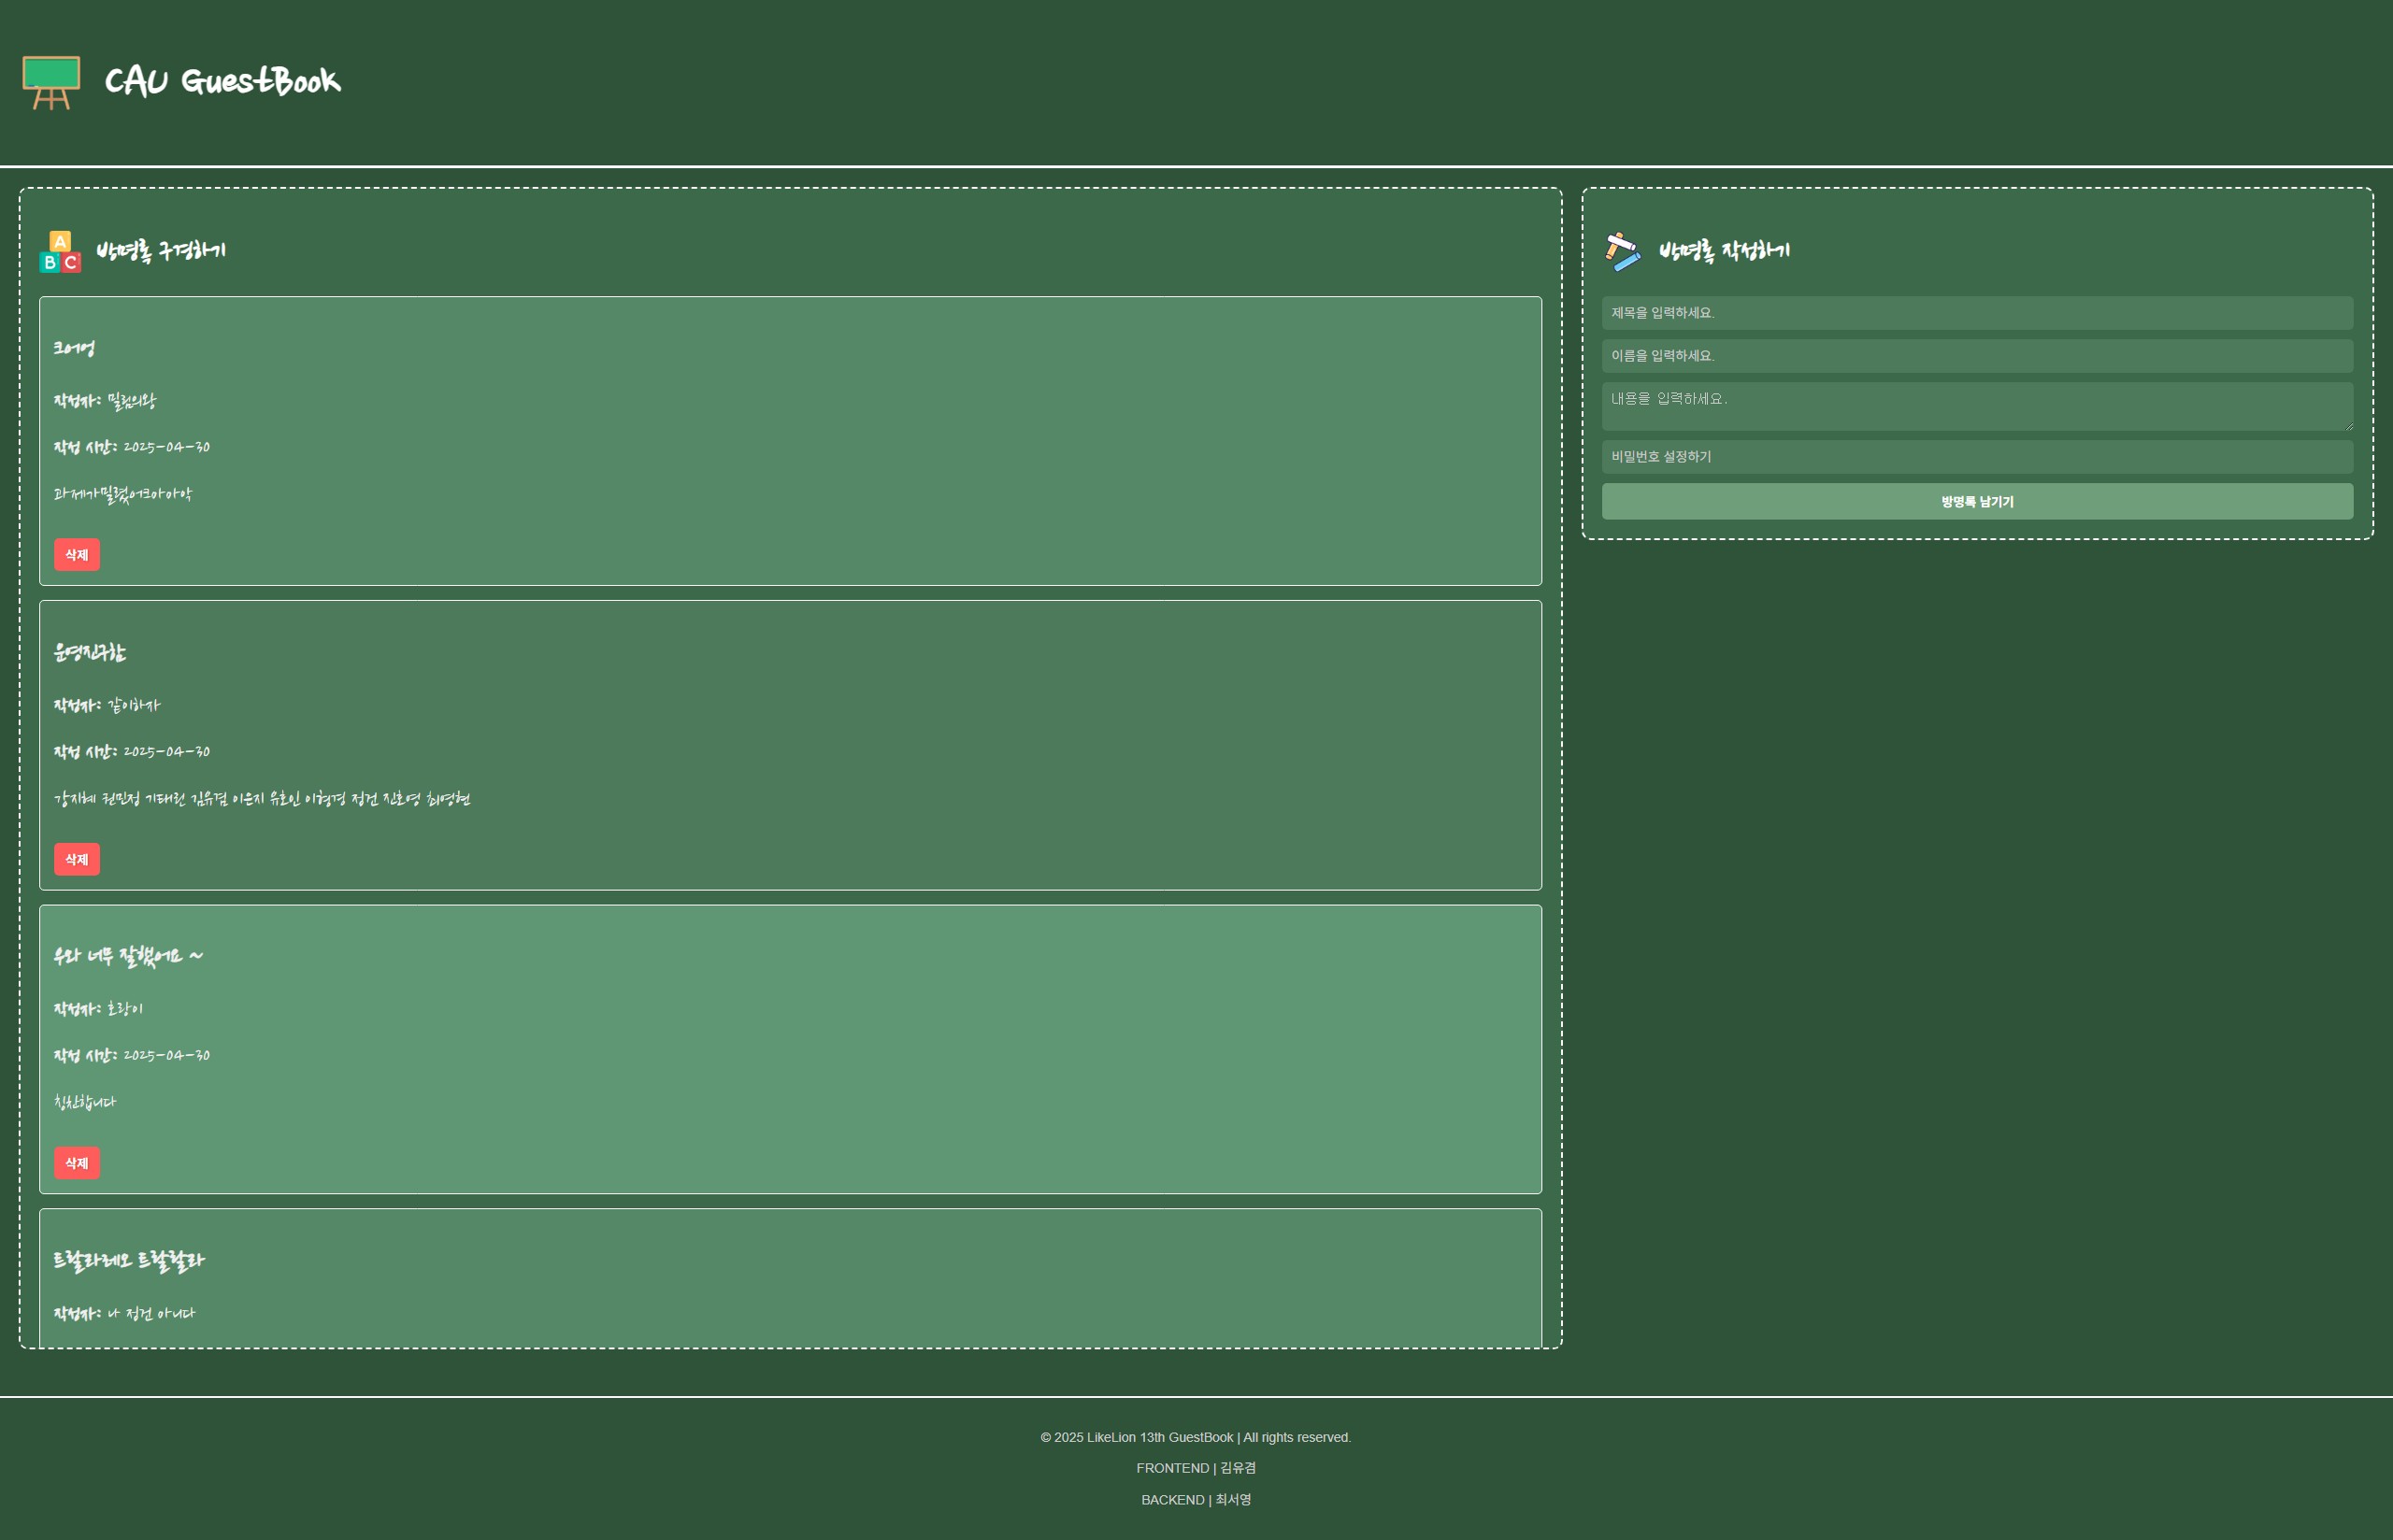 CAU GuestBook
A
B C
방명록 구경하기
크어엉
작성자: 밀림의왕
작성 시간: 2025-04-30
과제가밀렸어크아아악
삭제
운영진구함
작성자: 같이하자
작성 시간: 2025-04-30
강지혜 권민정 기태린 김유겸 이은지 유호인 이형경 정건 진호영 최영현
삭제
우와 너무 잘했어요 ~
작성자: 호랑이
작성 시간: 2025-04-30
칭찬합니다
삭제
트랄라레오 트랄랄라
작성자: 나 정건 아니다
방명록 작성하기
제목을 입력하세요.
이름을 입력하세요.
내용을 입력하세요.
비밀번호 설정하기
방명록 남기기
© 2025 LikeLion 13th GuestBook | All rights reserved.
FRONTEND | 김유겸
BACKEND | 최서영